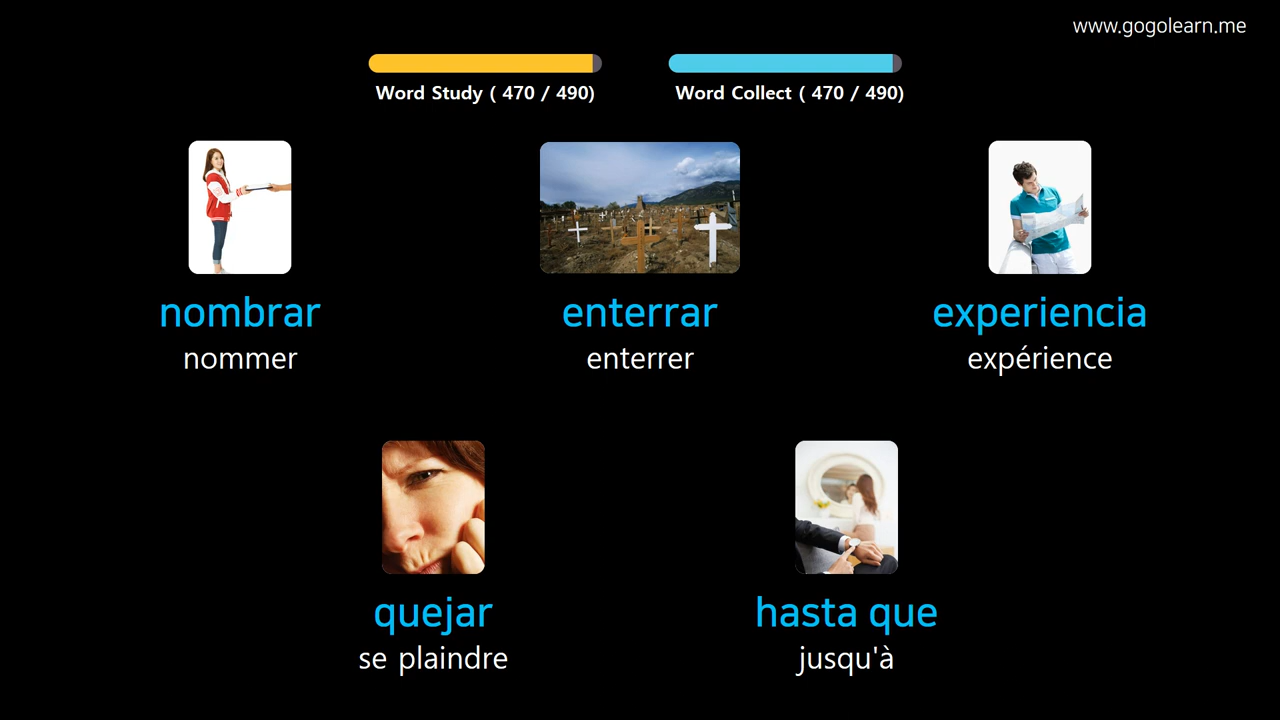 www.gogolearn.me
Word Study ( 470 / 490)
Word Collect ( 470 / 490)
nombrar
nommer
enterrar
enterrer
experiencia
expérience
quejar
se plaindre
hasta que
jusqu'à